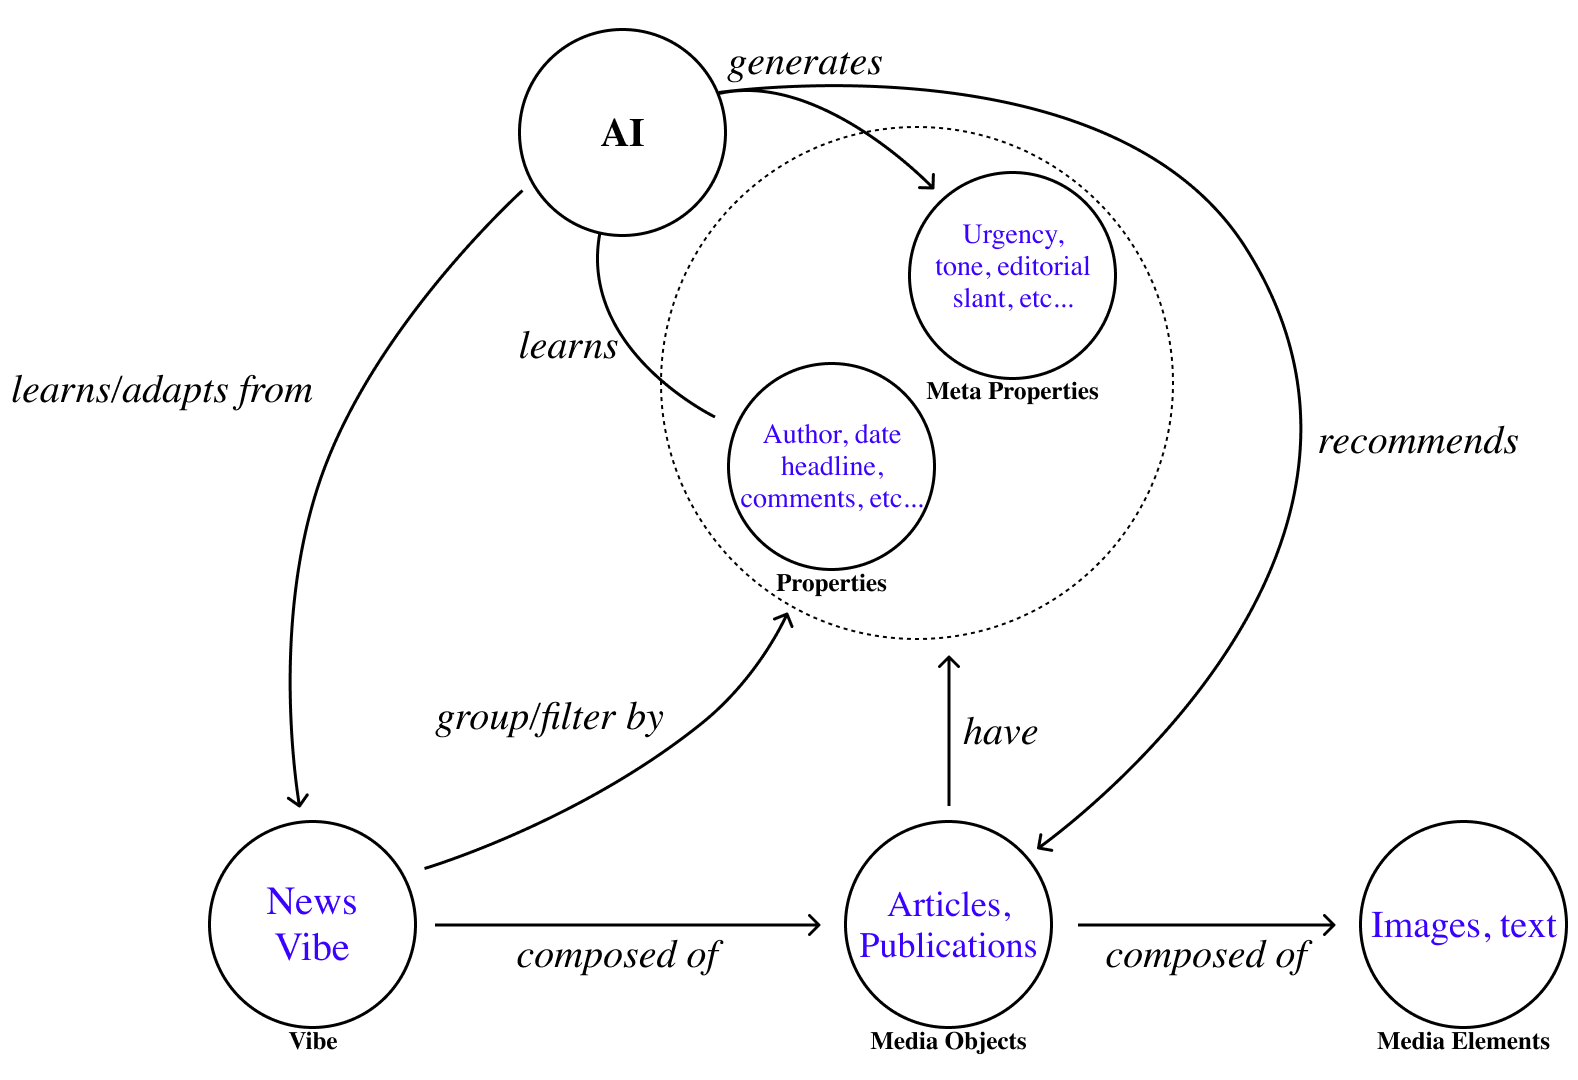 generates
AI
Urgency,
tone, editorial
slant, etc...
learns
learns/adapts from
Meta Properties
recommends
Author, date
headline,
comments, etc...
Properties
group/filter by
have
News
Vibe
Articles,
Publications
Images, text
composed of
composed of
Vibe
Media Objects
Media Elements